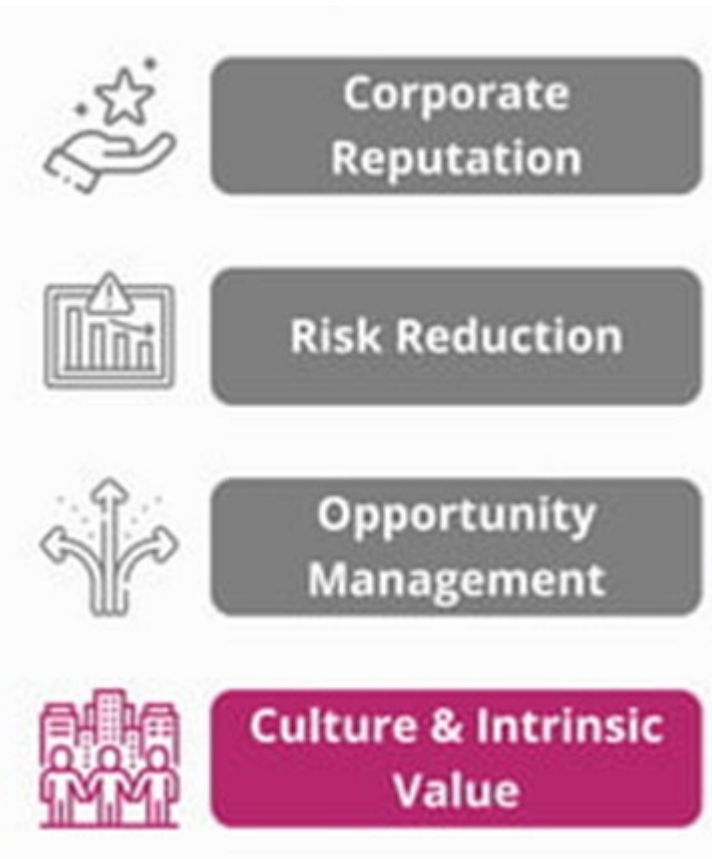 Corporate
Reputation
Risk Reduction
Opportunity
Management
Culture & Intrinsic
Value